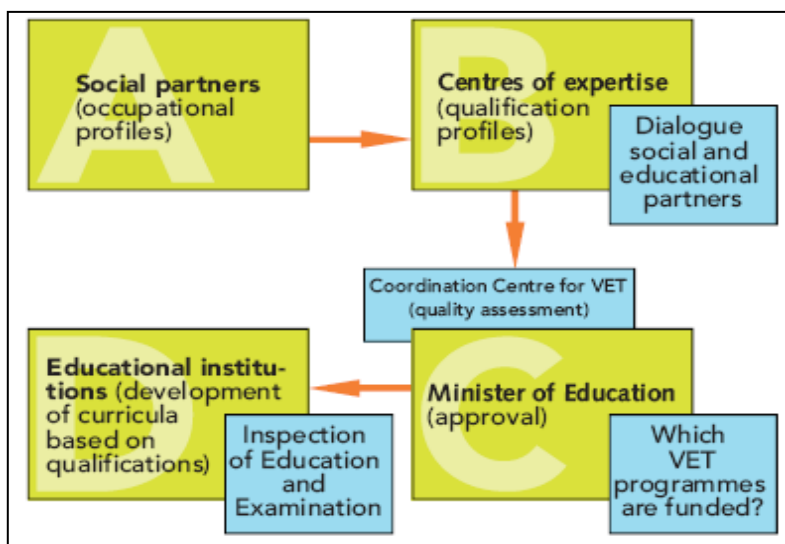 A
Social partners
(occupational
profiles)
B
Centres of expertise
(qualification
profiles)
Dialogue
social and
educational
partners
Coordination Centre for VET
(quality assessment)
C
Minister of Education
(approval)
Which
VET
programmes
are funded?
D
Educational institu-
tions (development
of curricula
based on
qualifications)
Inspection
of Education
and
Examination